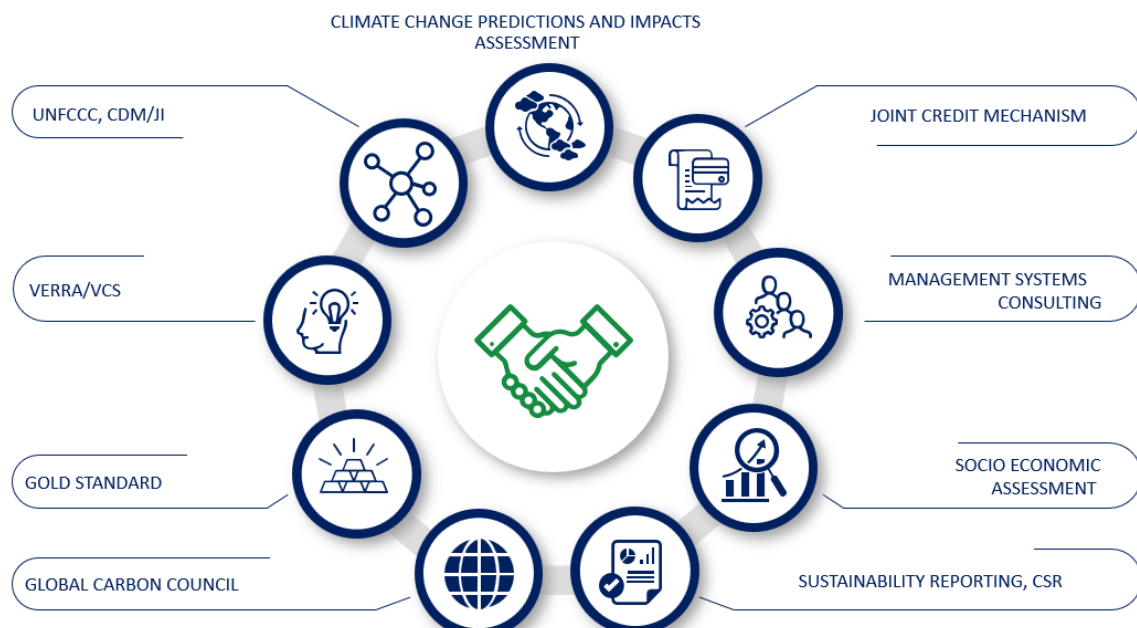 CLIMATE CHANGE PREDICTIONS AND IMPACTS
ASSESSMENT
UNFCCC, CDM/JI
JOINT CREDIT MECHANISM
VERRA/VCS
MANAGEMENT SYSTEMS
CONSULTING
GOLD STANDARD
SOCIO ECONOMIC
ASSESSMENT
GLOBAL CARBON COUNCIL
SUSTAINABILITY REPORTING, CSR